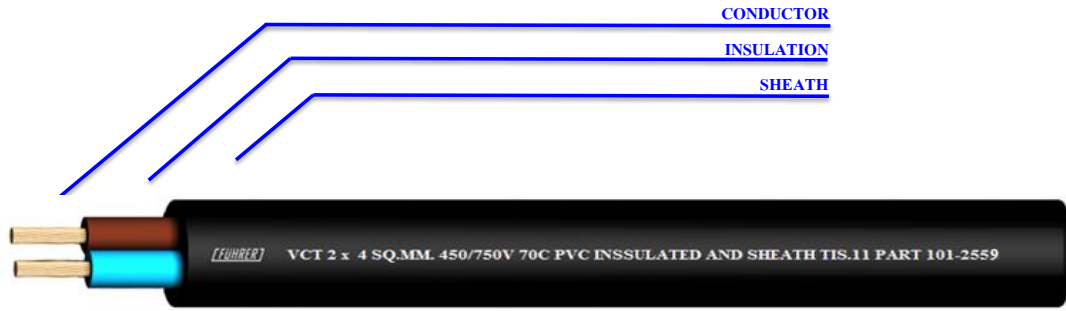 CONDUCTOR
INSULATION
SHEATH
[FUHRER] VCT 2 x 4 SQ.MM. 450/750V 70C PVC INSSULATED AND SHEATH TIS.11 PART 101-2559